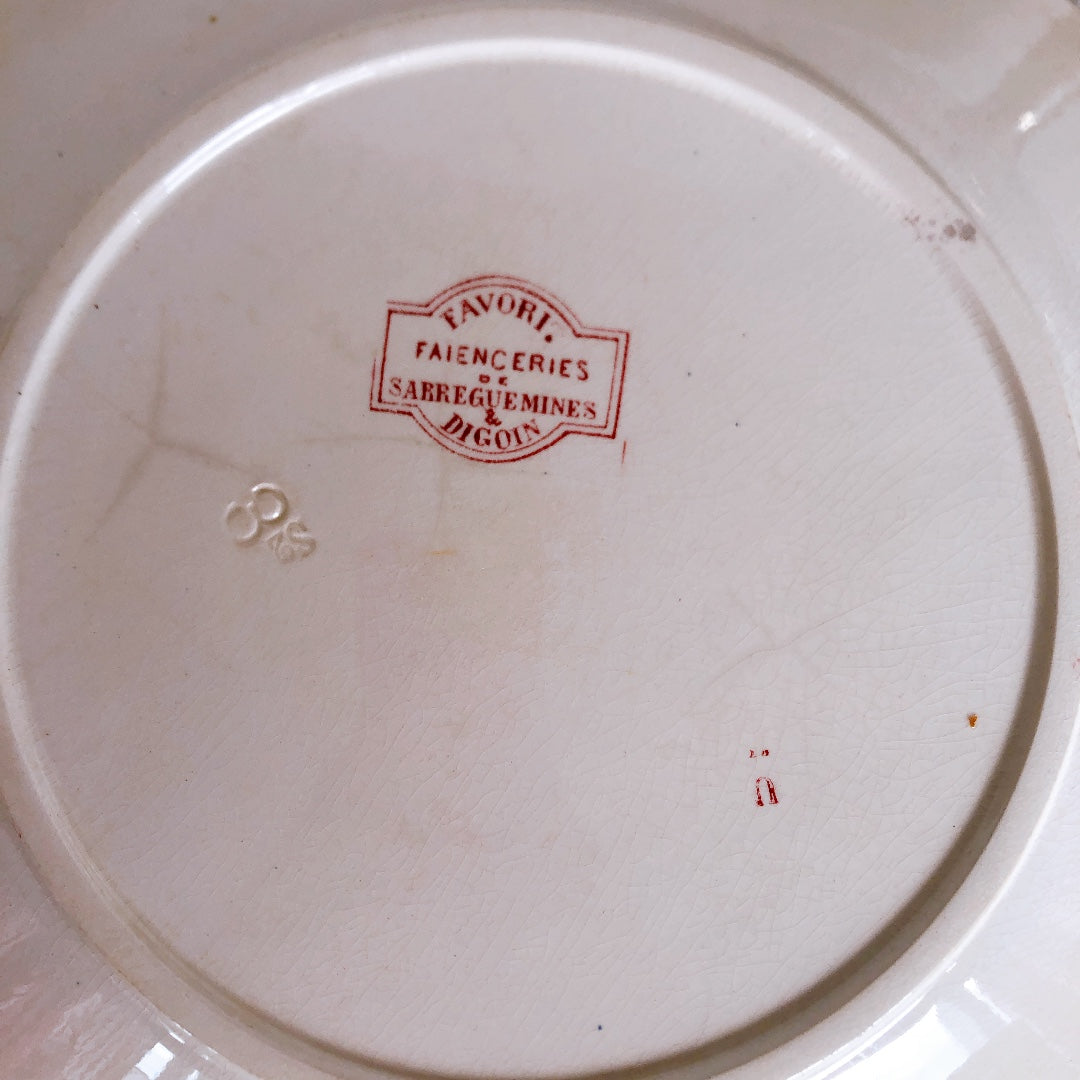 FAVORI.
FAIENCERIES
DE
SARREGUEMINES
&
DIGOIN